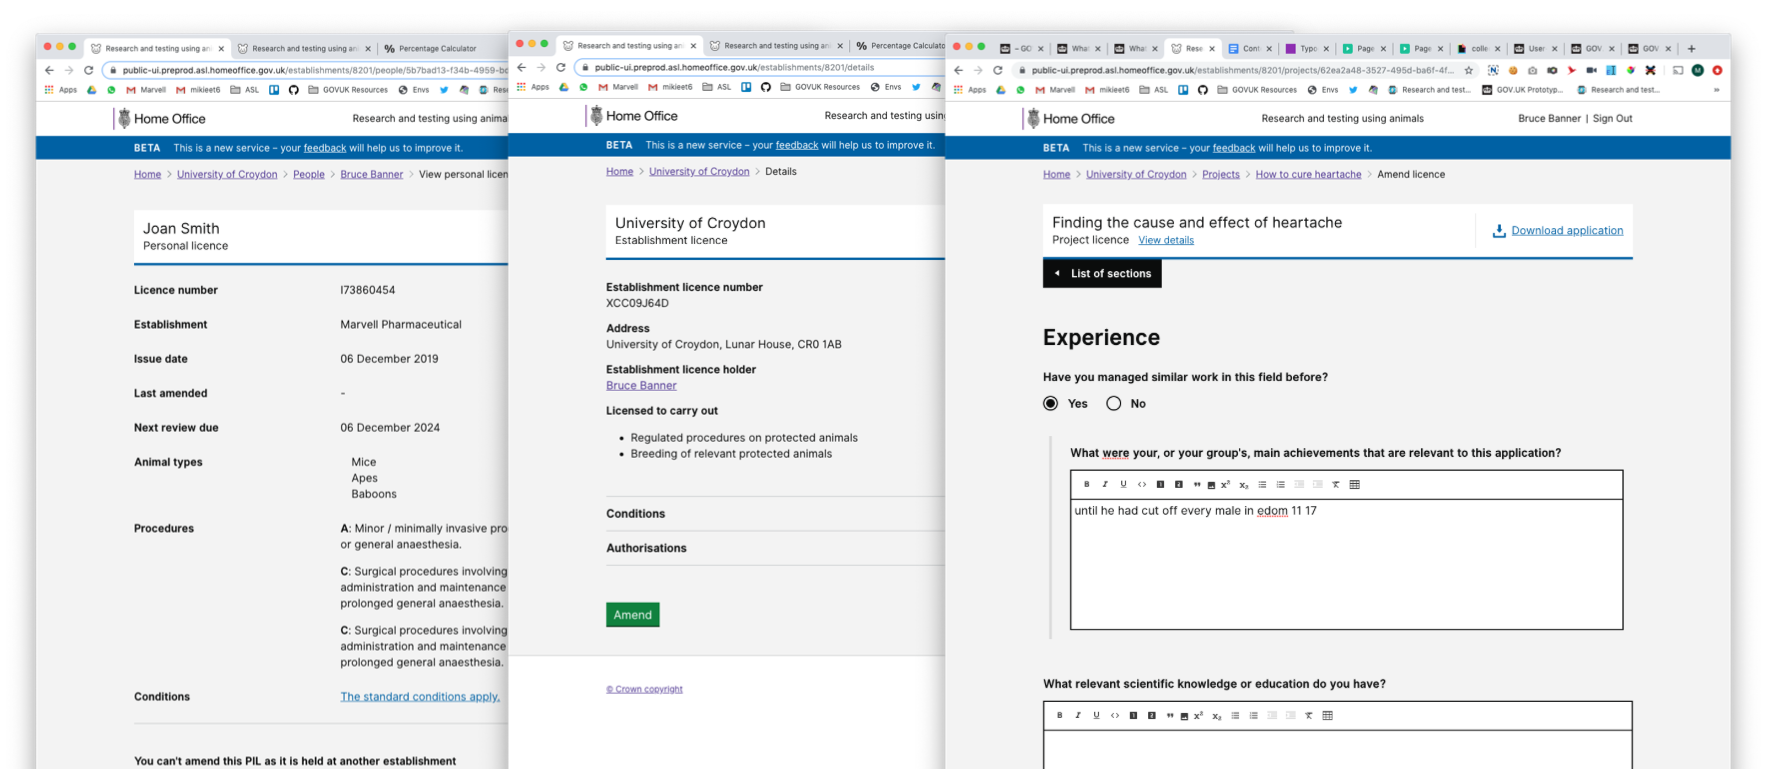 Research and testing using an
Research and testing using ani
Percentage Calculator
public-ui.preprod.asl.homeoffice.gov.uk/establishments/8201/people/5b7bad13-f34b-4959-bd
Apps
Marvell
mikieet6
ASL
GOVUK Resources
Envs
Home Office
Research and testing using anima
BETA This is a new service – your feedback will help us to improve it.
Home > University of Croydon > People > Bruce Banner > View personal licen
Joan Smith
Personal licence
Licence number I73860454
Establishment Marvell Pharmaceutical
Issue date 06 December 2019
Last amended -
Next review due 06 December 2024
Animal types Mice
Apes
Baboons
Procedures A: Minor / minimally invasive pro
or general anaesthesia.
C: Surgical procedures involving
administration and maintenance
prolonged general anaesthesia.
C: Surgical procedures involving
administration and maintenance
prolonged general anaesthesia.
Conditions The standard conditions apply.
You can't amend this PIL as it is held at another establishment
Research and testing using an
Research and testing using ani
Percentage Calculato
public-ui.preprod.asl.homeoffice.gov.uk/establishments/8201/details
Apps
Marvell
mikieet6
ASL
GOVUK Resources
Envs
Home Office
Research and testing using
BETA This is a new service – your feedback will help us to improve it.
Home > University of Croydon > Details
University of Croydon
Establishment licence
Establishment licence number
XCC09J64D
Address
University of Croydon, Lunar House, CR0 1AB
Establishment licence holder
Bruce Banner
Licensed to carry out
• Regulated procedures on protected animals
• Breeding of relevant protected animals
Conditions
Authorisations
Amend
© Crown copyright
– GO
What
What
Rese
Cont
Typo
Page
Page
colle
User
GOV
GOV
public-ui.preprod.asl.homeoffice.gov.uk/establishments/8201/projects/62ea2a48-3527-495d-ba6f-4f...
Apps
Marvell
mikieet6
ASL
GOVUK Resources
Envs
Research and test...
GOV.UK Prototyp...
Research and test...
Home Office
Research and testing using animals
Bruce Banner | Sign Out
BETA This is a new service – your feedback will help us to improve it.
Home > University of Croydon > Projects > How to cure heartache > Amend licence
Finding the cause and effect of heartache
Project licence View details
Download application
List of sections
Experience
Have you managed similar work in this field before?
Yes No
What were your, or your group's, main achievements that are relevant to this application?
until he had cut off every male in edom 11 17
What relevant scientific knowledge or education do you have?